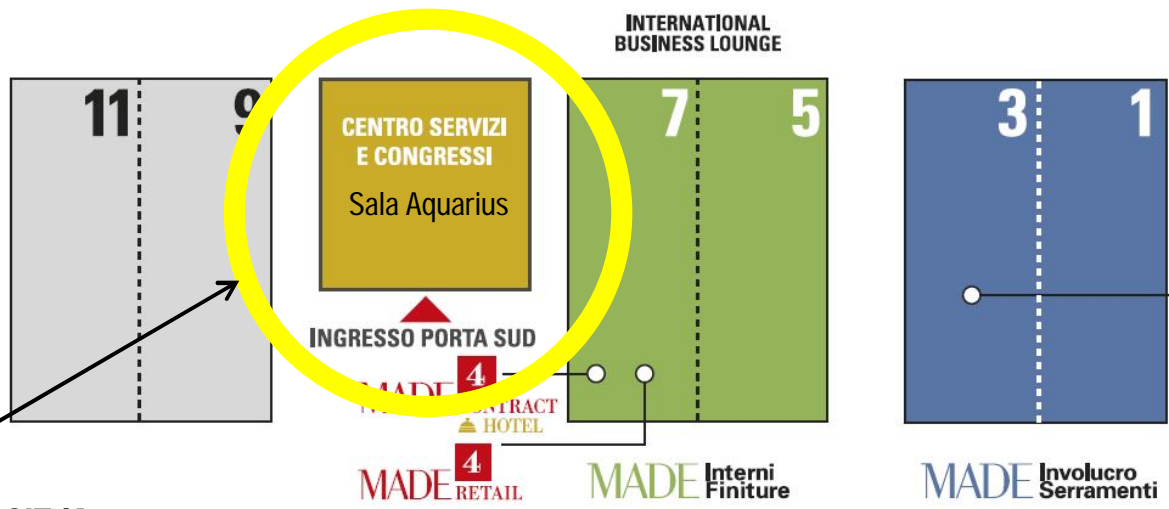 INTERNATIONAL
BUSINESS LOUNGE
11 9 7 5 3 1
CENTRO SERVIZI
E CONGRESSI
Sala Aquarius
INGRESSO PORTA SUD
MADE 4
CONTRACT
HOTEL
MADE 4
RETAIL
MADE Interni
Finiture
MADE Involucro
Serramenti